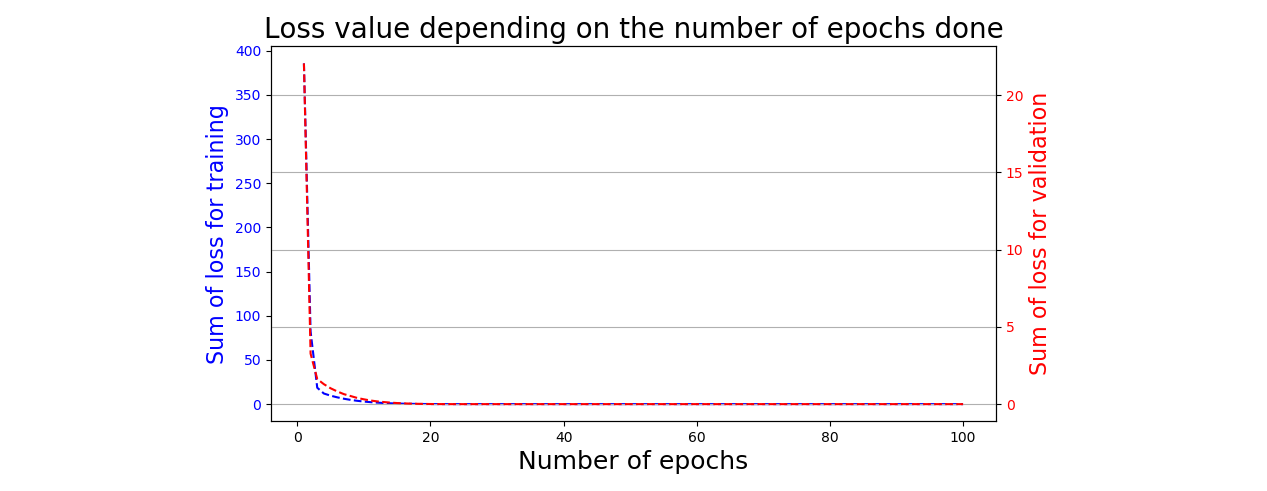 Loss value depending on the number of epochs done
400
350
300
250
200
150
100
50
0
Sum of loss for training
20
15
10
5
0
Sum of loss for validation
0 20 40 60 80 100
Number of epochs